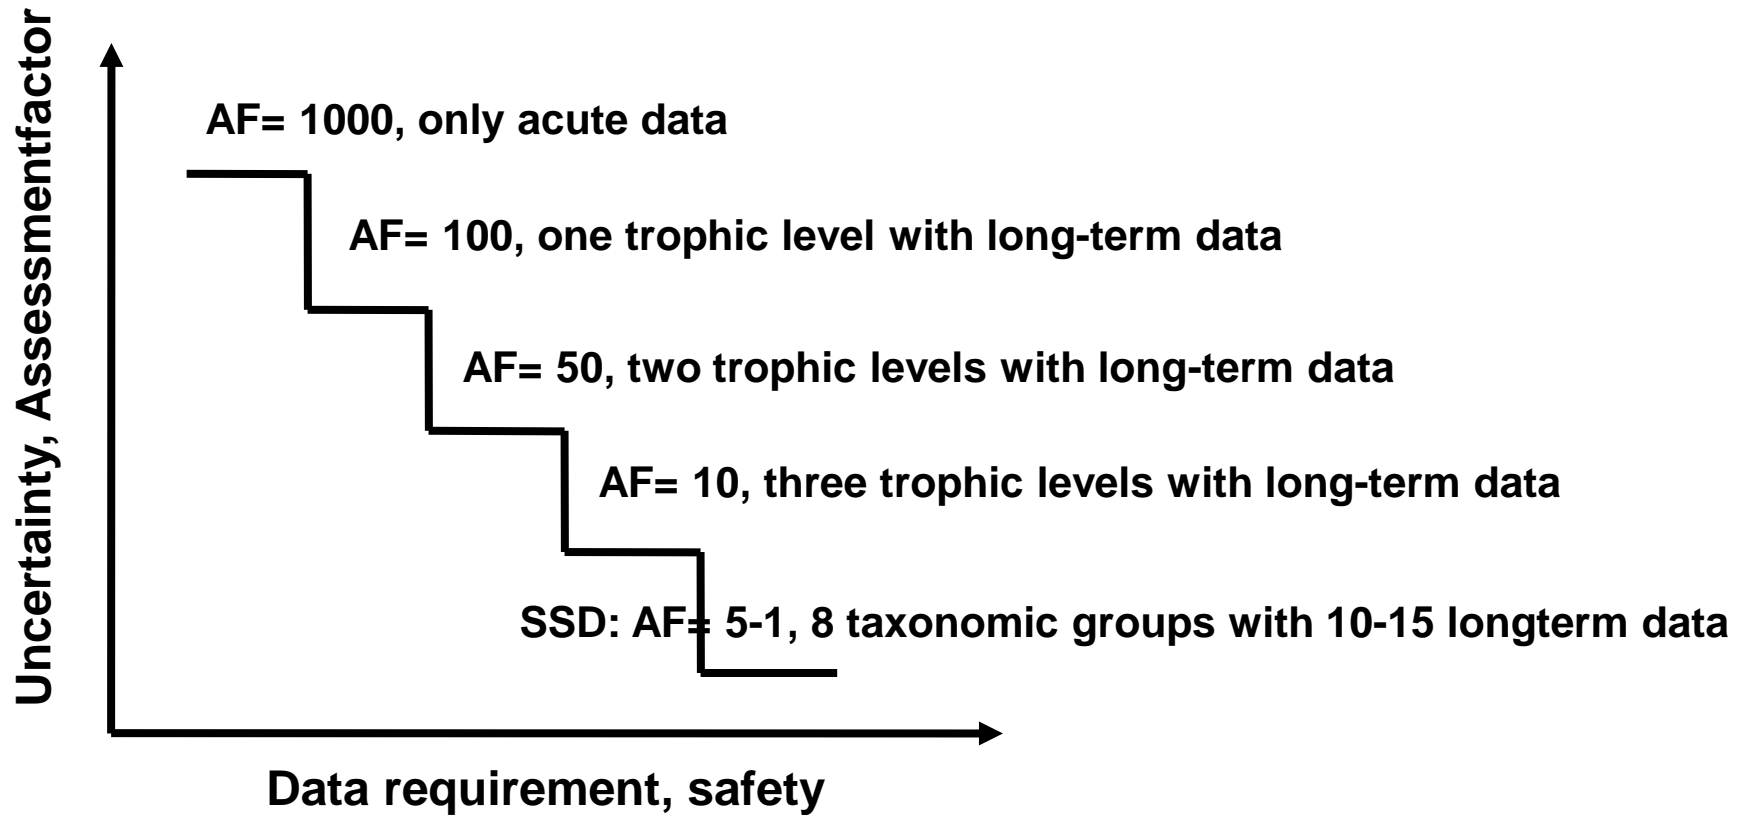 Uncertainty, Assessmentfactor
AF= 1000, only acute data
AF= 100, one trophic level with long-term data
AF= 50, two trophic levels with long-term data
AF= 10, three trophic levels with long-term data
SSD: AF= 5-1, 8 taxonomic groups with 10-15 longterm data
Data requirement, safety